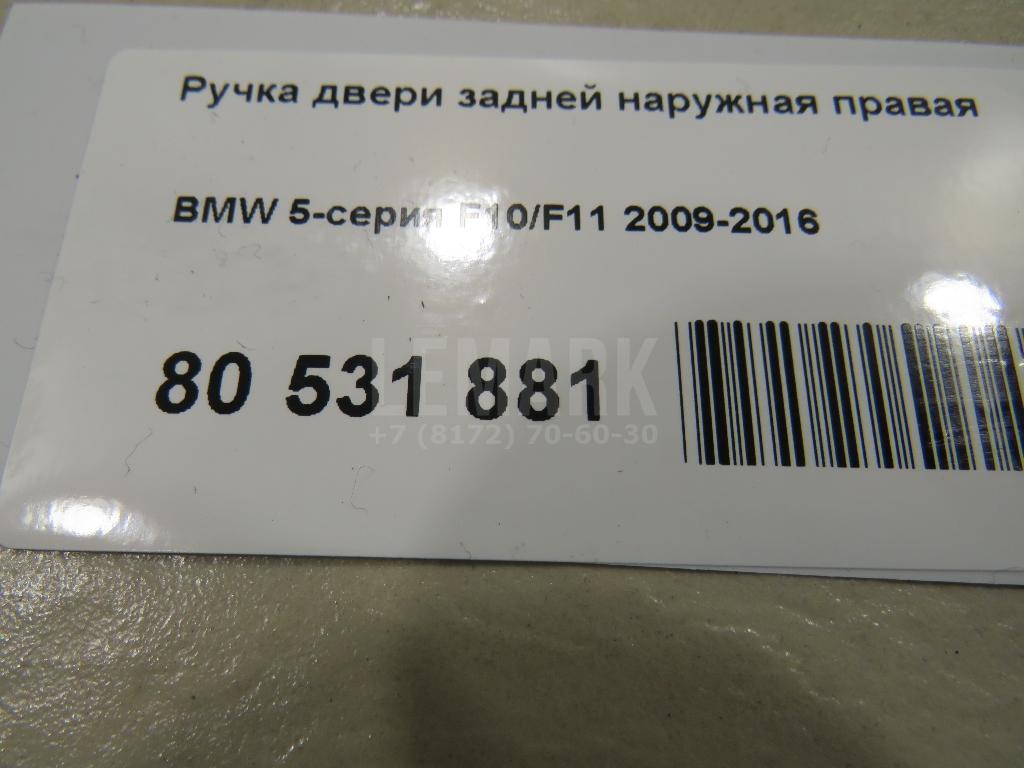 Ручка двери задней наружная правая
BMW 5-серия F10/F11 2009-2016
80 531 881
LEMARK
+7 (8172) 70-60-30